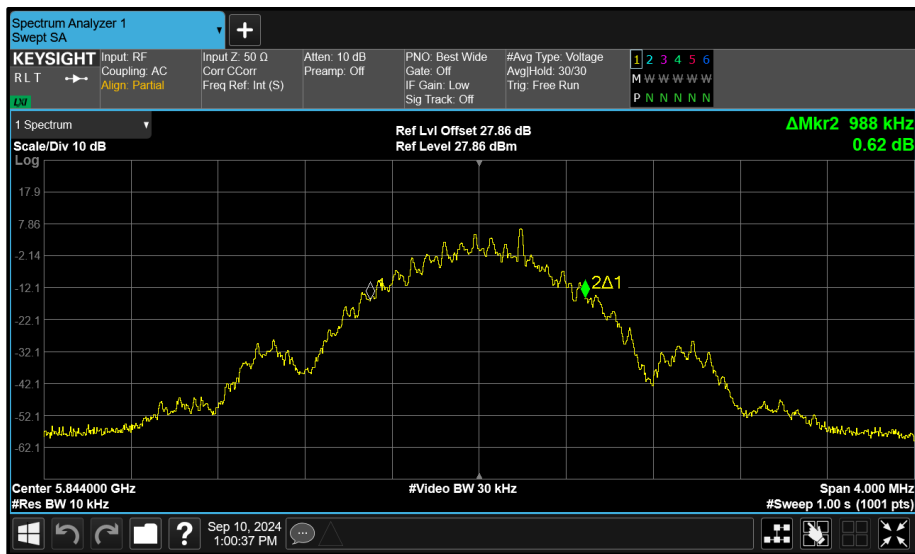 Spectrum Analyzer 1
Swept SA
KEYSIGHT
R L T
LXI
Input: RF
Coupling: AC
Align: Partial
Input Z: 50 Ω
Corr CCorr
Freq Ref: Int (S)
Atten: 10 dB
Preamp: Off
PNO: Best Wide
Gate: Off
IF Gain: Low
Sig Track: Off
#Avg Type: Voltage
Avg|Hold: 30/30
Trig: Free Run
1 2 3 4 5 6
M W W W W W
P N N N N N
1 Spectrum
Scale/Div 10 dB
Ref Lvl Offset 27.86 dB
Ref Level 27.86 dBm
ΔMkr2 988 kHz
0.62 dB
Log
17.9
7.86
-2.14
-12.1
1
2Δ1
-22.1
-32.1
-42.1
-52.1
-62.1
Center 5.844000 GHz
#Res BW 10 kHz
#Video BW 30 kHz
Span 4.000 MHz
#Sweep 1.00 s (1001 pts)
?
Sep 10, 2024
1:00:37 PM